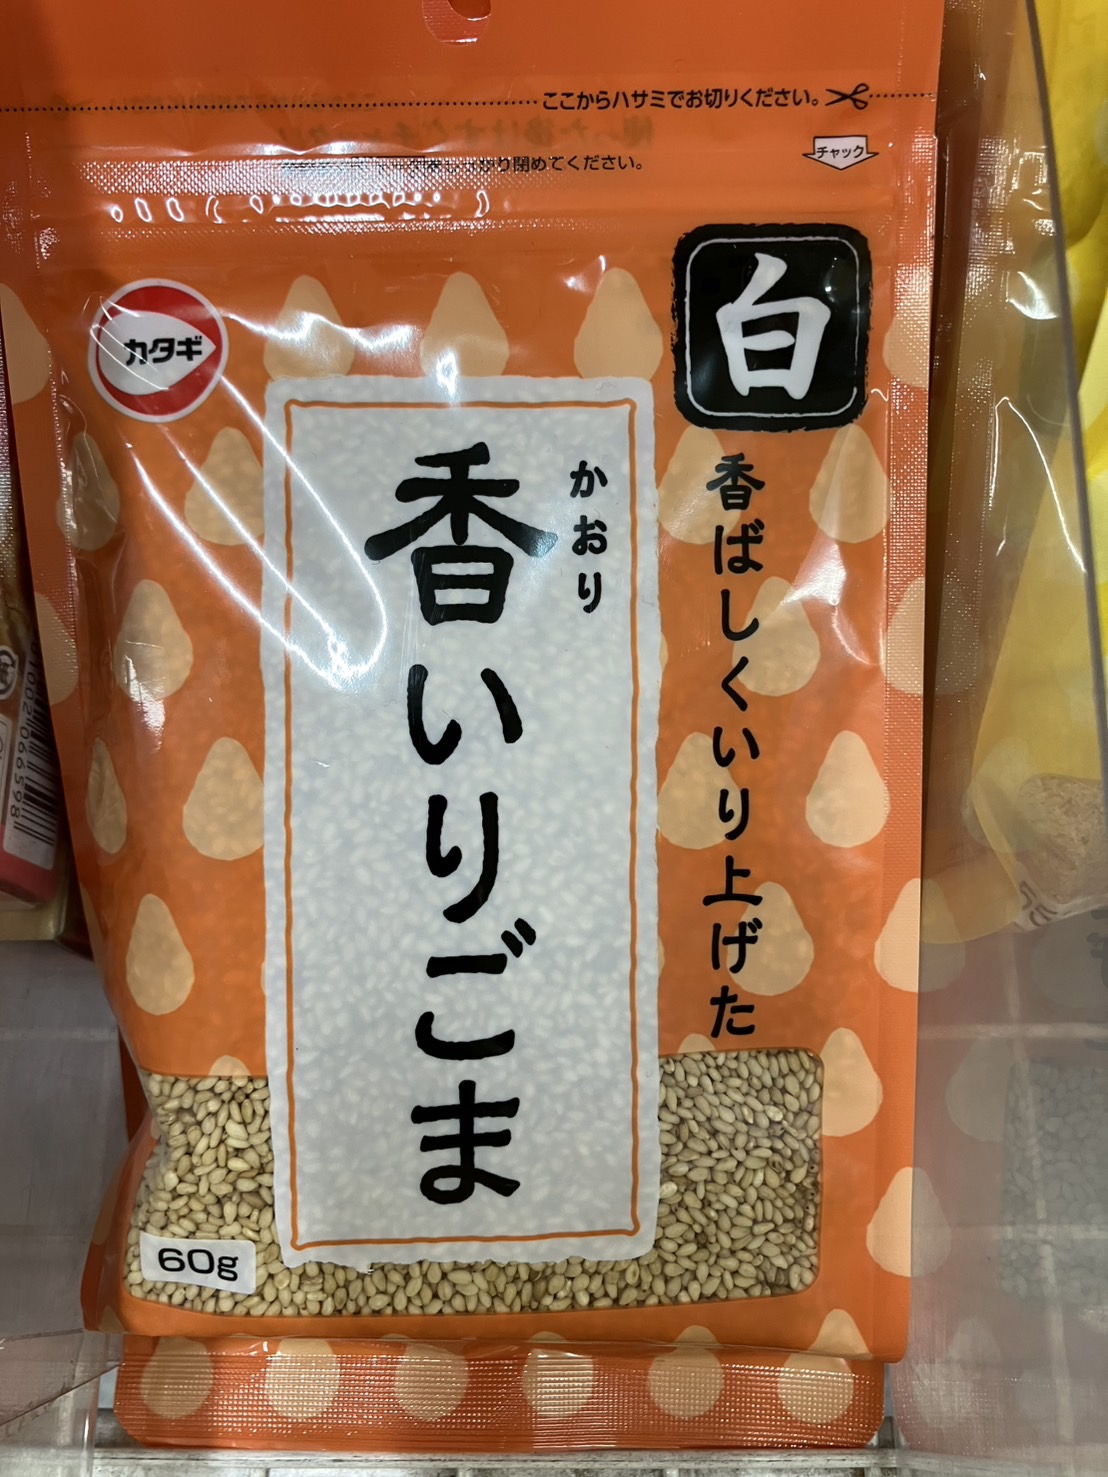 ここからハサミでお切りください。
り閉めてください。
チャック
カタギ
白
香ばしくいり上げた
かおり
香いりごま
60g